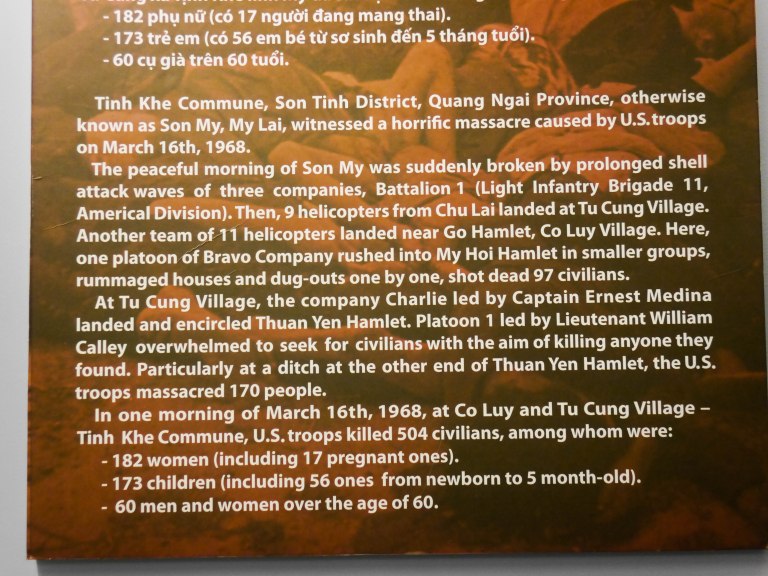 - 182 phụ nữ (có 17 người đang mang thai).
- 173 trẻ em (có 56 em bé từ sơ sinh đến 5 tháng tuổi).
- 60 cụ già trên 60 tuổi.
Tinh Khe Commune, Son Tinh District, Quang Ngai Province, otherwise
known as Son My, My Lai, witnessed a horrific massacre caused by U.S. troops
on March 16th, 1968.
The peaceful morning of Son My was suddenly broken by prolonged shell
attack waves of three companies, Battalion 1 (Light Infantry Brigade 11,
Americal Division). Then, 9 helicopters from Chu Lai landed at Tu Cung Village.
Another team of 11 helicopters landed near Go Hamlet, Co Luy Village. Here,
one platoon of Bravo Company rushed into My Hoi Hamlet in smaller groups,
rummaged houses and dug-outs one by one, shot dead 97 civilians.
At Tu Cung Village, the company Charlie led by Captain Ernest Medina
landed and encircled Thuan Yen Hamlet. Platoon 1 led by Lieutenant William
Calley overwhelmed to seek for civilians with the aim of killing anyone they
found. Particularly at a ditch at the other end of Thuan Yen Hamlet, the U.S.
troops massacred 170 people.
In one morning of March 16th, 1968, at Co Luy and Tu Cung Village –
Tinh Khe Commune, U.S. troops killed 504 civilians, among whom were:
- 182 women (including 17 pregnant ones).
- 173 children (including 56 ones from newborn to 5 month-old).
- 60 men and women over the age of 60.